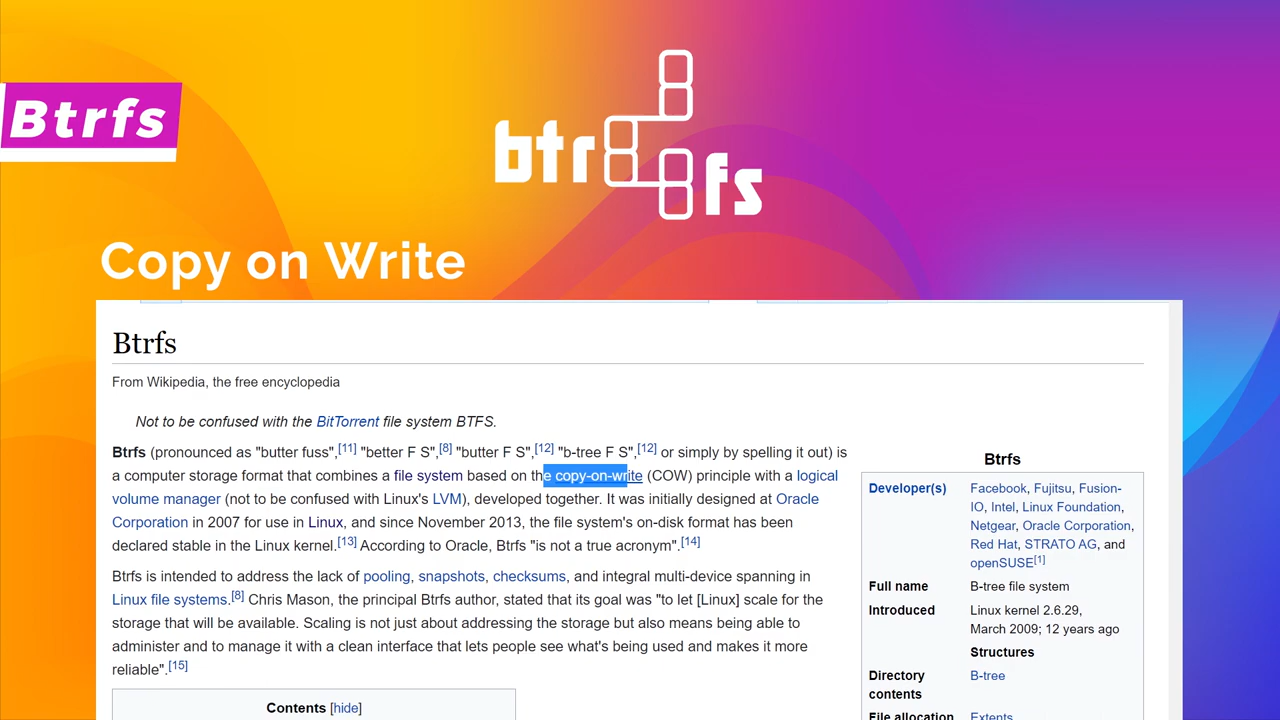 Btrfs
btrfs
Copy on Write
Btrfs
From Wikipedia, the free encyclopedia
Not to be confused with the BitTorrent file system BTFS.
Btrfs (pronounced as "butter fuss",[11] "better F S",[8] "butter F S",[12] "b-tree F S",[12] or simply by spelling it out) is
a computer storage format that combines a file system based on the copy-on-write (COW) principle with a logical
volume manager (not to be confused with Linux's LVM), developed together. It was initially designed at Oracle
Corporation in 2007 for use in Linux, and since November 2013, the file system's on-disk format has been
declared stable in the Linux kernel.[13] According to Oracle, Btrfs "is not a true acronym".[14]
Btrfs is intended to address the lack of pooling, snapshots, checksums, and integral multi-device spanning in
Linux file systems.[8] Chris Mason, the principal Btrfs author, stated that its goal was "to let [Linux] scale for the
storage that will be available. Scaling is not just about addressing the storage but also means being able to
administer and to manage it with a clean interface that lets people see what's being used and makes it more
reliable".[15]
Contents [hide]
Btrfs
Developer(s) Facebook, Fujitsu, Fusion-
IO, Intel, Linux Foundation,
Netgear, Oracle Corporation,
Red Hat, STRATO AG, and
openSUSE[1]
Full name B-tree file system
Introduced Linux kernel 2.6.29,
March 2009; 12 years ago
Structures
Directory B-tree
contents
File allocation Extents